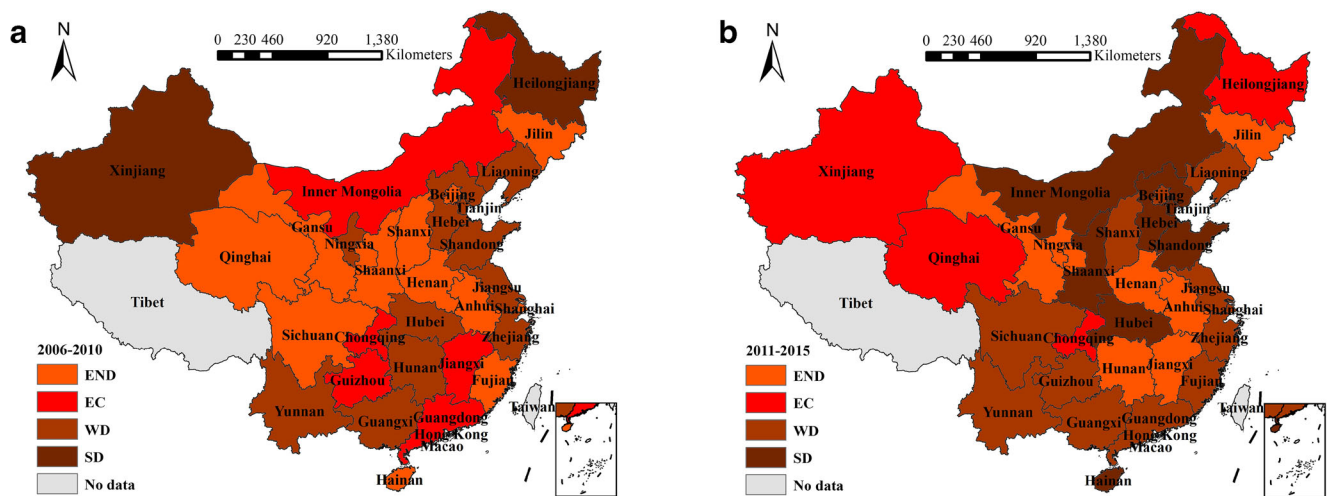 a
N
0 230 460 920 1,380
Kilometers
Heilongjiang
Jilin
Xinjiang
Liaoning
Inner Mongolia
Beijing
Tianjin
Gansu
Hebei
Shanxi
Ningxia
Shandong
Qinghai
Shaanxi
Henan
Jiangsu
Tibet
Anhui
Shanghai
Hubei
Sichuan
Chongqing
Zhejiang
Hunan
Jiangxi
Guizhou
Fujian
Yunnan
Guangxi
Guangdong
Taiwan
Hong Kong
Macao
Hainan
2006-2010
END
EC
WD
SD
No data
b
N
0 230 460 920 1,380
Kilometers
Heilongjiang
Jilin
Xinjiang
Liaoning
Inner Mongolia
Beijing
Tianjin
Gansu
Hebei
Shanxi
Ningxia
Shandong
Qinghai
Shaanxi
Henan
Jiangsu
Tibet
Anhui
Shanghai
Hubei
Sichuan
Chongqing
Zhejiang
Hunan
Jiangxi
Guizhou
Fujian
Yunnan
Guangxi
Guangdong
Taiwan
Hong Kong
Macao
Hainan
2011-2015
END
EC
WD
SD
No data